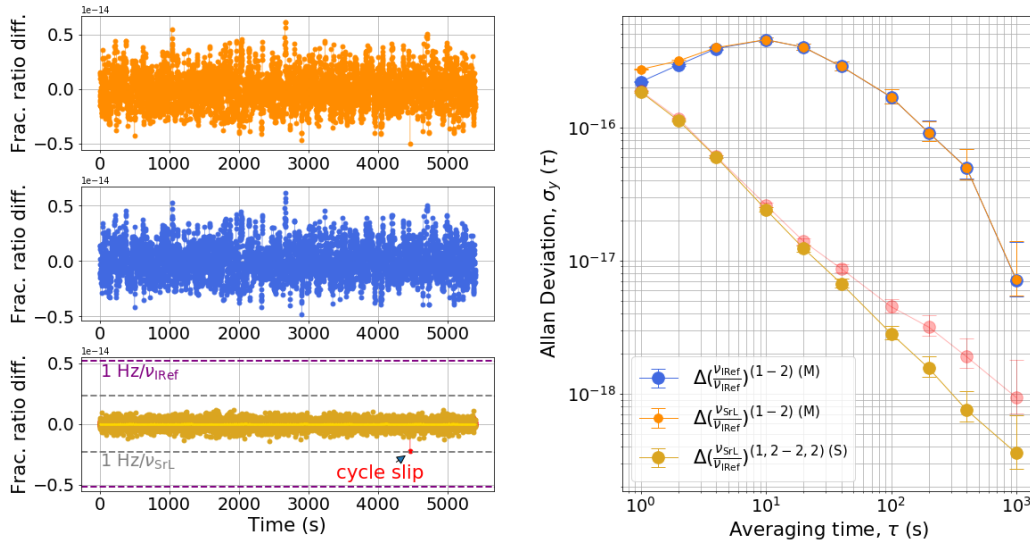 1e−14
Frac. ratio diff.
0.5
0.0
−0.5
0 1000 2000 3000 4000 5000
1e−14
Frac. ratio diff.
0.5
0.0
−0.5
0 1000 2000 3000 4000 5000
1e−14
Frac. ratio diff.
0.5
0.0
−0.5
1 Hz/ν_IRef
1 Hz/ν_SrL
cycle slip
0 1000 2000 3000 4000 5000
Time (s)
Allan Deviation, σ_y (τ)
10^−16
10^−17
10^−18
Δ(ν_IRef/ν_IRef)^(1−2) (M)
Δ(ν_SrL/ν_IRef)^(1−2) (M)
Δ(ν_SrL/ν_IRef)^(1,2−2,2) (S)
10^0 10^1 10^2 10^3
Averaging time, τ (s)